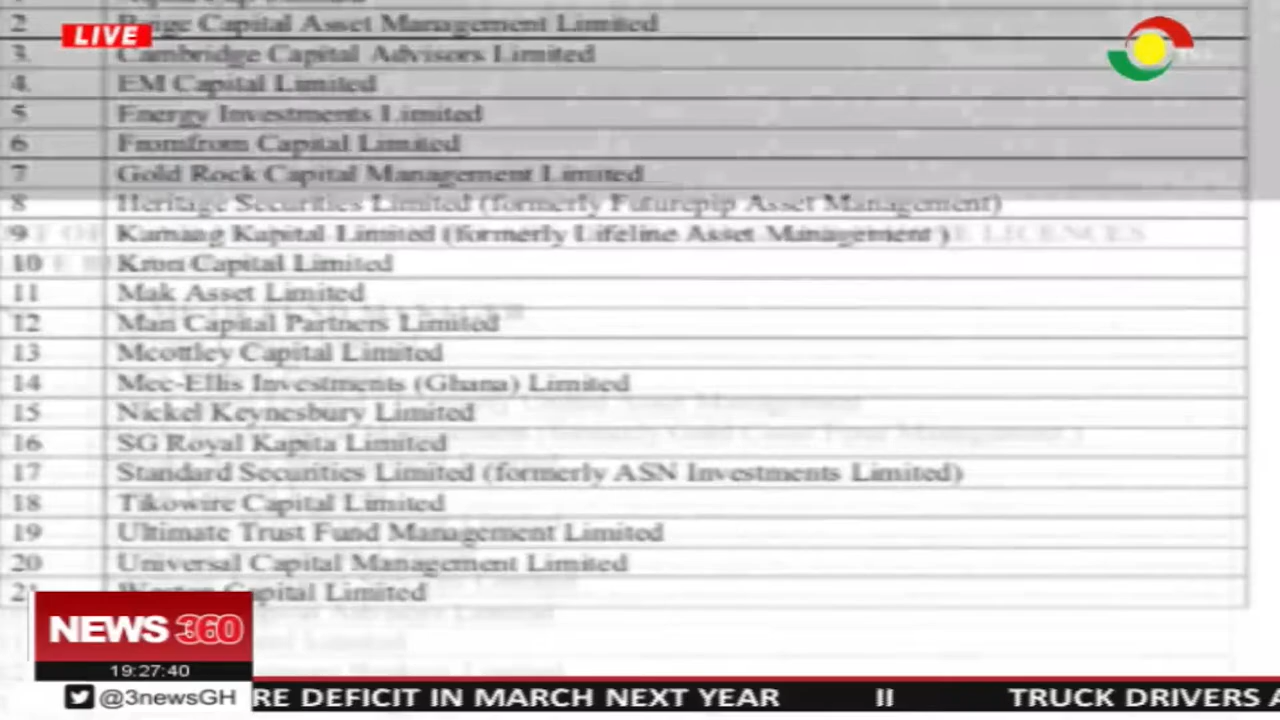 2 Beige Capital Asset Management Limited
LIVE
3. Cambridge Capital Advisors Limited
4. EM Capital Limited
5 Energy Investments Limited
6 Fromfrom Capital Limited
7 Gold Rock Capital Management Limited
8 Heritage Securities Limited (formerly Futurepip Asset Management)
9 Kamaag Kapital Limited (formerly Lifeline Asset Management )
10 Kron Capital Limited
11 Mak Asset Limited
12 Man Capital Partners Limited
13 Mcottley Capital Limited
14 Mec-Ellis Investments (Ghana) Limited
15 Nickel Keynesbury Limited
16 SG Royal Kapita Limited
17 Standard Securities Limited (formerly ASN Investments Limited)
18 Tikowire Capital Limited
19 Ultimate Trust Fund Management Limited
20 Universal Capital Management Limited
Capital Limited
NEWS 360
19:27:40
@3newsGH RE DEFICIT IN MARCH NEXT YEAR II TRUCK DRIVERS